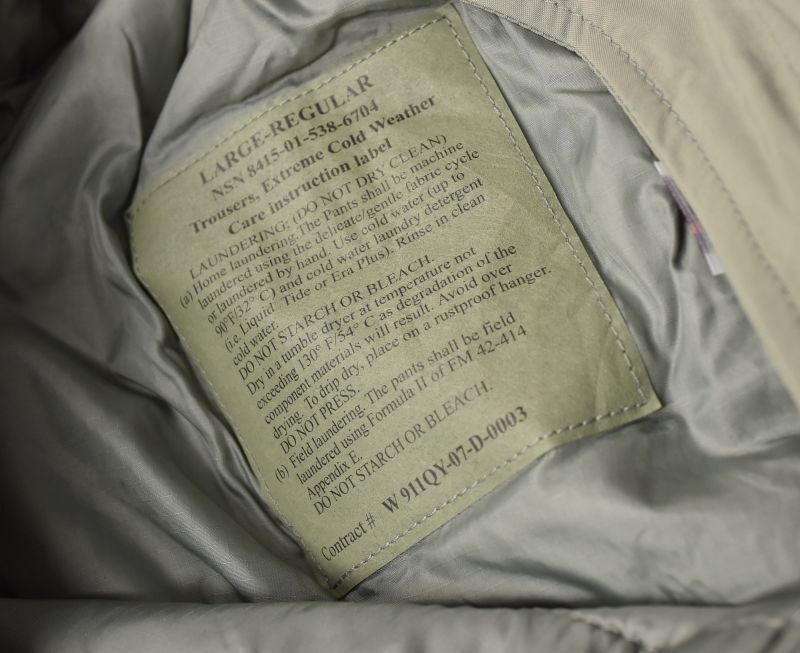 LARGE-REGULAR
NSN 8415-01-538-6704
Trousers, Extreme Cold Weather
Care instruction label
LAUNDERING: (DO NOT DRY CLEAN)
(a) Home laundering. The Pants shall be machine
laundered using the delicate/gentle fabric cycle
or laundered by hand. Use cold water (up to
90°F/32° C) and cold water laundry detergent
(i.e. Liquid Tide or Era Plus). Rinse in clean
cold water.
DO NOT STARCH OR BLEACH.
Dry in a tumble dryer at temperature not
exceeding 130° F/54° C as degradation of the
component materials will result. Avoid over
drying. To drip dry, place on a rustproof hanger.
DO NOT PRESS.
(b) Field laundering. The pants shall be field
laundered using Formula II of FM 42-414
Appendix E.
DO NOT STARCH OR BLEACH.
Contract # W911QY-07-D-0003